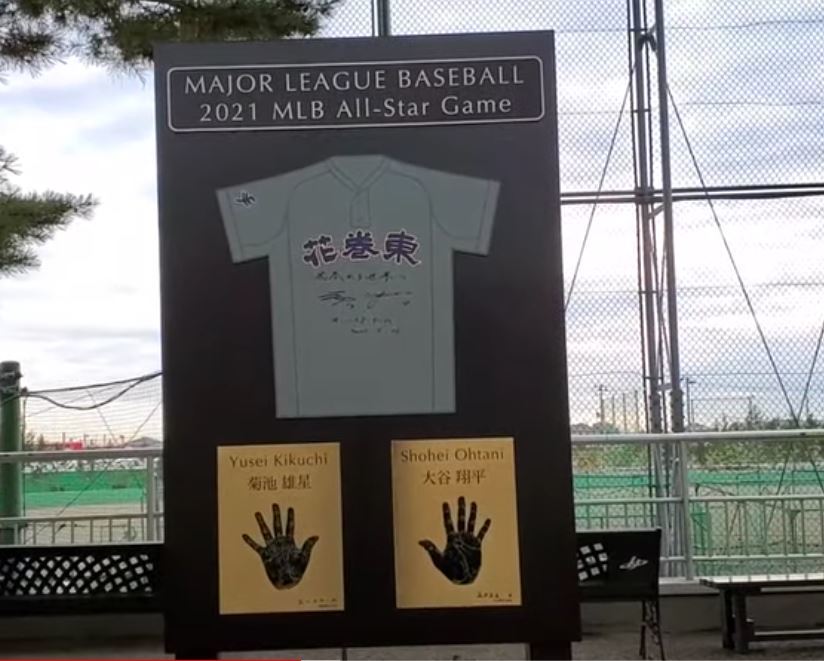 MAJOR LEAGUE BASEBALL
2021 MLB All-Star Game
花巻東
Yusei Kikuchi
菊池 雄星
Shohei Ohtani
大谷 翔平